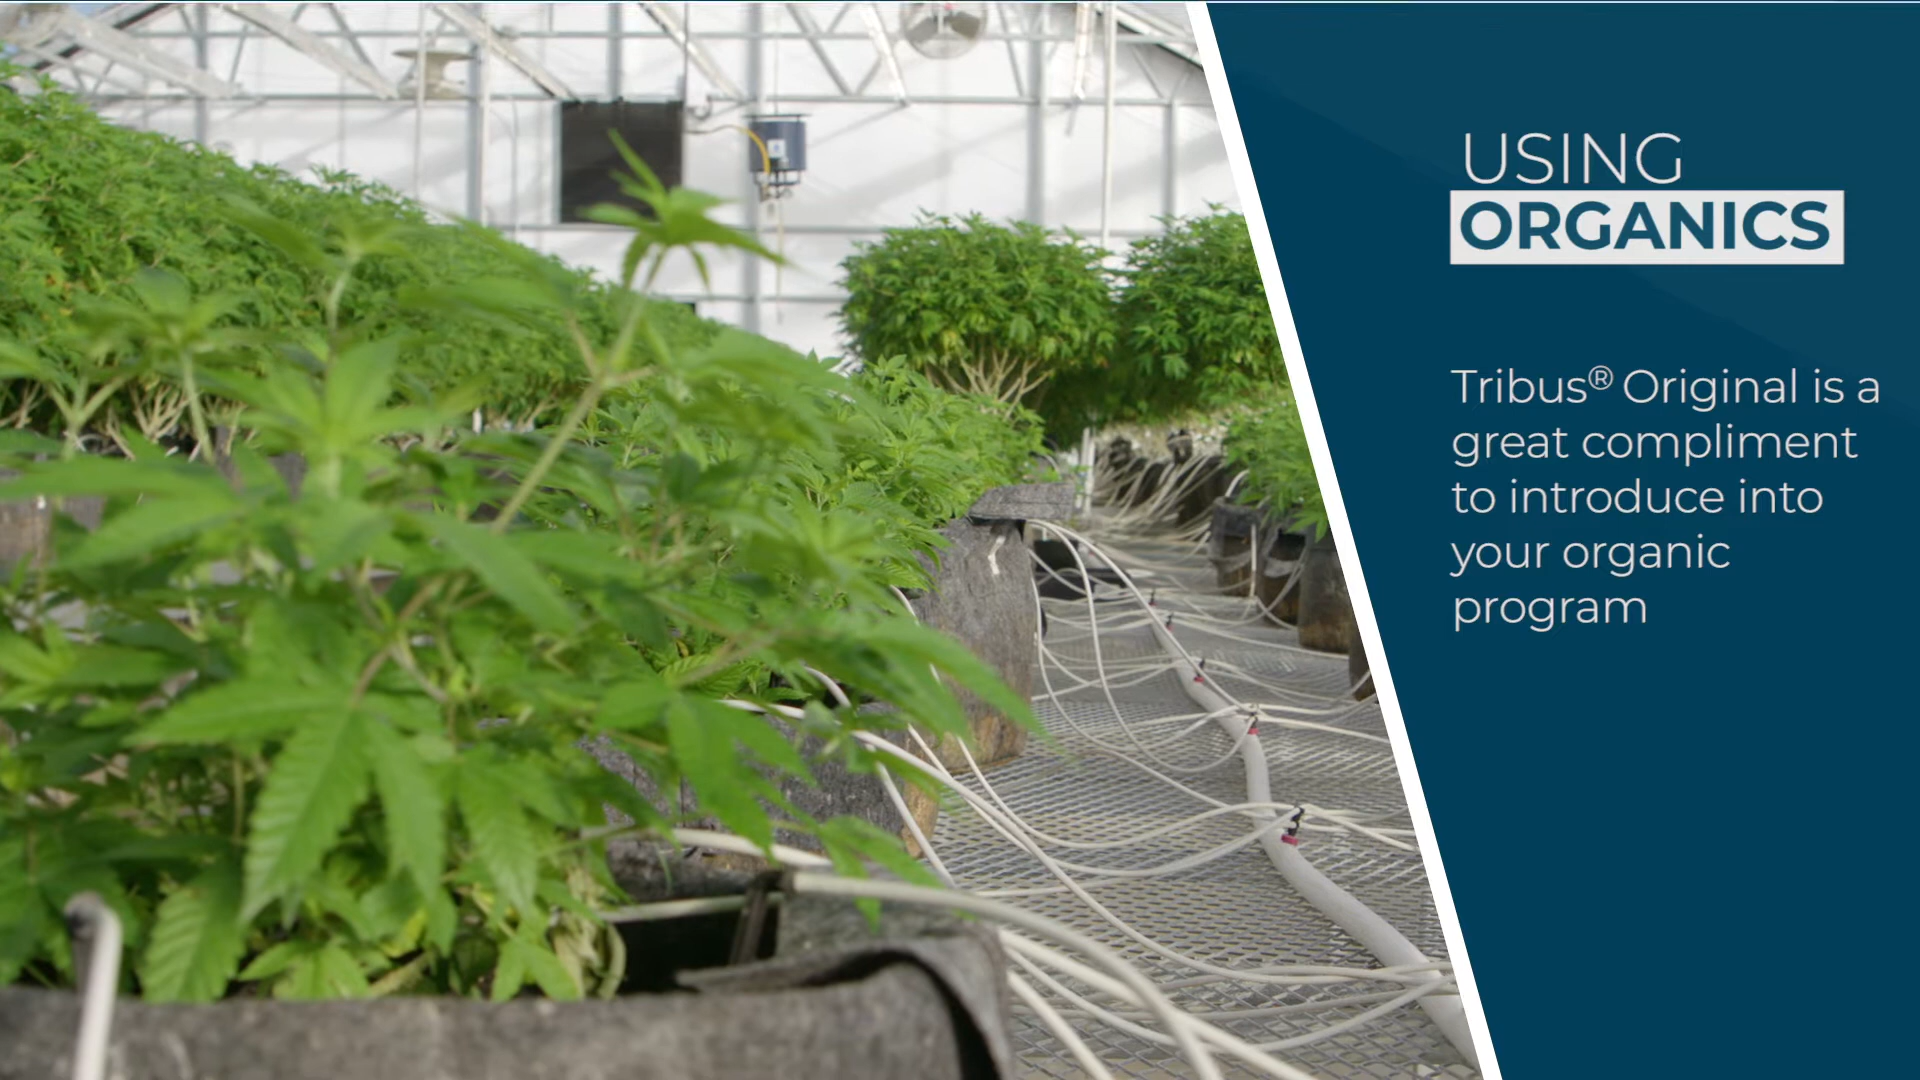 USING
ORGANICS
Tribus® Original is a
great compliment
to introduce into
your organic
program